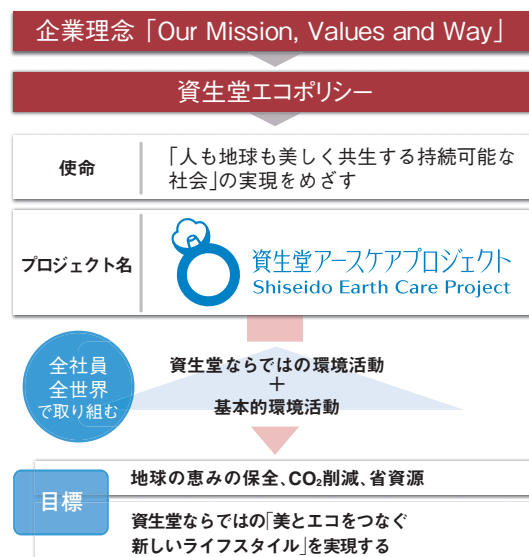 企業理念「Our Mission, Values and Way」
資生堂エコポリシー
使命
「人も地球も美しく共生する持続可能な
社会」の実現をめざす
プロジェクト名
資生堂アースケアプロジェクト
Shiseido Earth Care Project
全社員
全世界
で取り組む
資生堂ならではの環境活動
+
基本的環境活動
目標
地球の恵みの保全、CO₂削減、省資源
資生堂ならではの「美とエコをつなぐ
新しいライフスタイル」を実現する